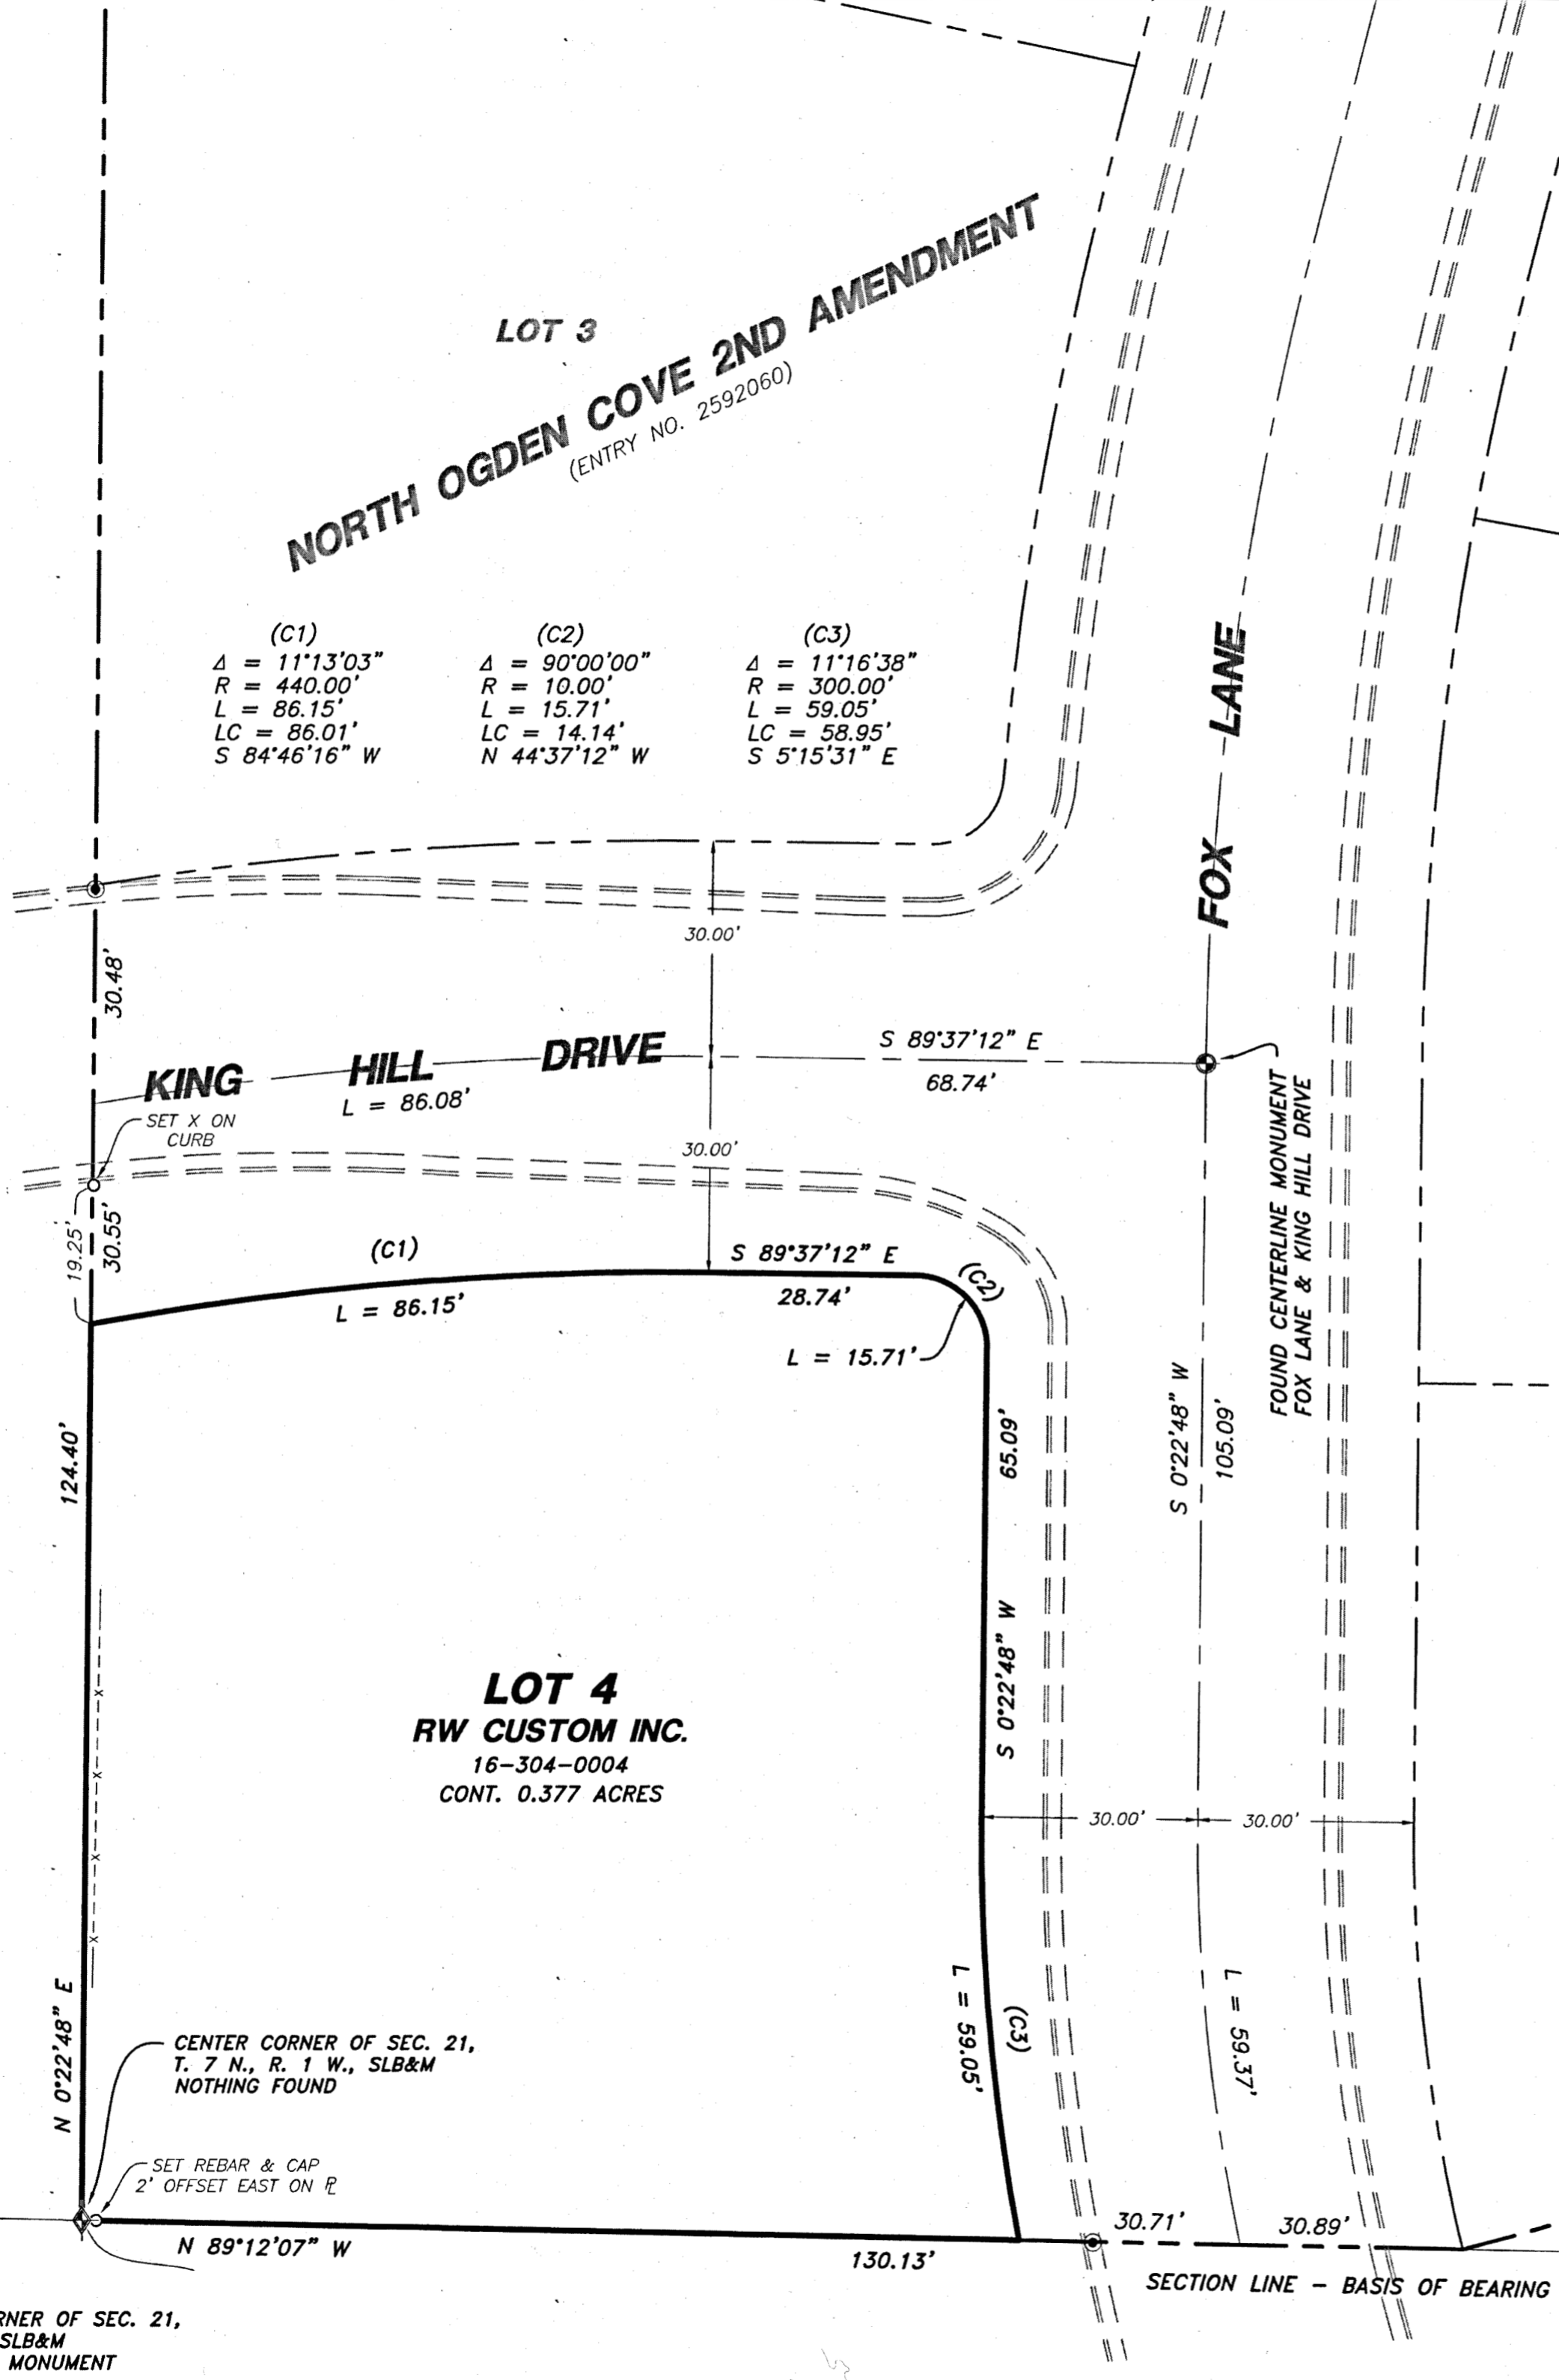 LOT 3
NORTH OGDEN COVE 2ND AMENDMENT
(ENTRY NO. 2592060)
(C1)
Δ = 11°13'03"
R = 440.00'
L = 86.15'
LC = 86.01'
S 84°46'16" W
(C2)
Δ = 90°00'00"
R = 10.00'
L = 15.71'
LC = 14.14'
N 44°37'12" W
(C3)
Δ = 11°16'38"
R = 300.00'
L = 59.05'
LC = 58.95'
S 5°15'31" E
FOX LANE
30.48'
30.00'
KING HILL DRIVE
L = 86.08'
S 89°37'12" E
68.74'
SET X ON
CURB
30.00'
FOUND CENTERLINE MONUMENT
FOX LANE & KING HILL DRIVE
19.25'
30.55'
(C1)
L = 86.15'
S 89°37'12" E
28.74'
(C2)
L = 15.71'
124.40'
65.09'
S 0°22'48" W
105.09'
S 0°22'48" W
LOT 4
RW CUSTOM INC.
16-304-0004
CONT. 0.377 ACRES
30.00'
30.00'
N 0°22'48" E
L = 59.05'
(C3)
L = 59.37'
CENTER CORNER OF SEC. 21,
T. 7 N., R. 1 W., SLB&M
NOTHING FOUND
SET REBAR & CAP
2' OFFSET EAST ON ⅊
N 89°12'07" W
130.13'
30.71'
30.89'
SECTION LINE - BASIS OF BEARING
RNER OF SEC. 21,
SLB&M
MONUMENT